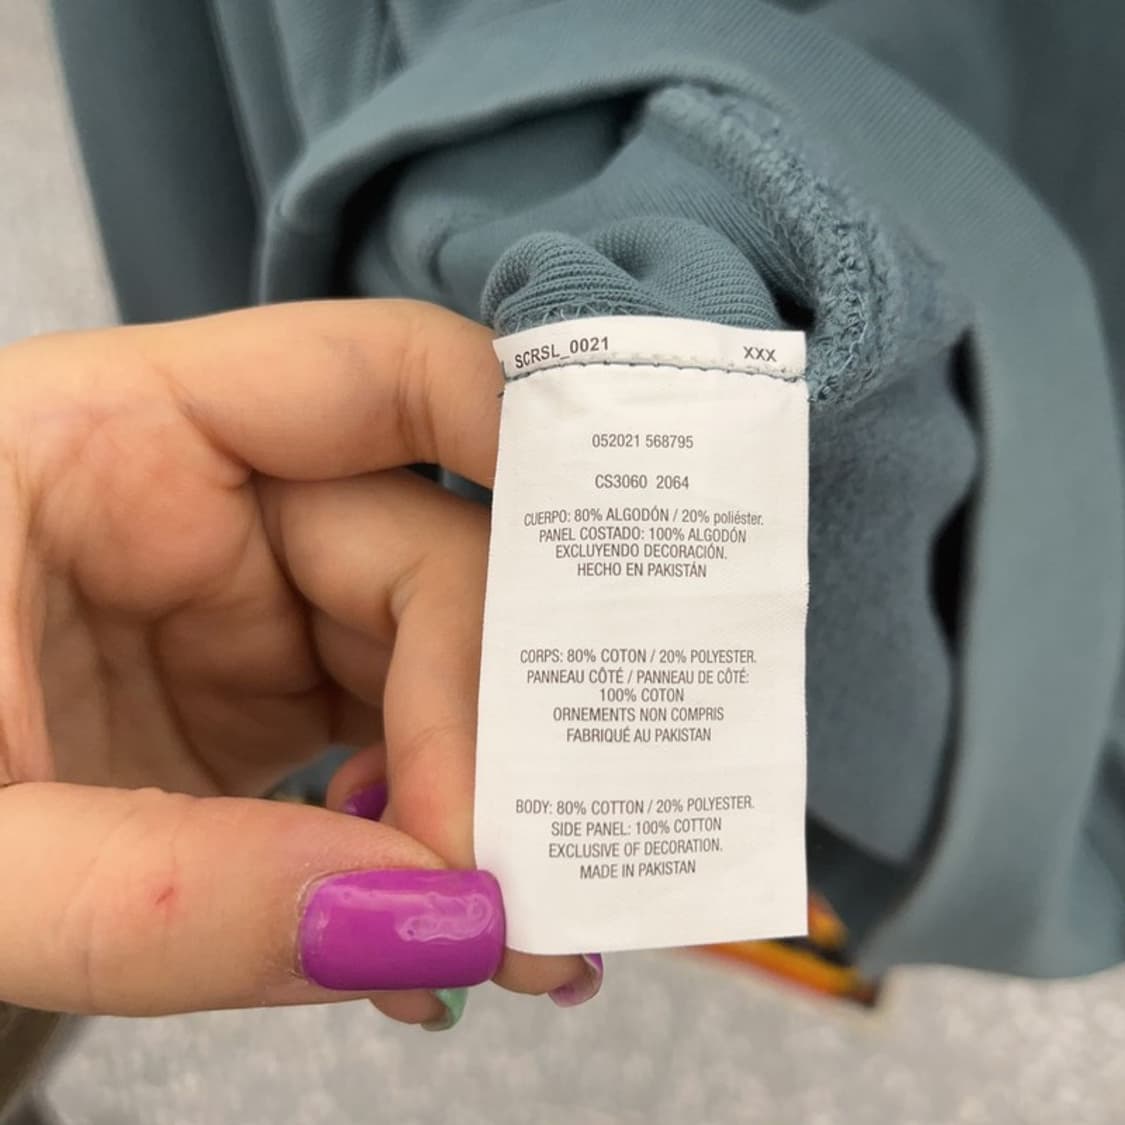 SCRSL_0021 XXX
052021 568795
CS3060 2064
CUERPO: 80% ALGODÓN / 20% poliéster.
PANEL COSTADO: 100% ALGODÓN
EXCLUYENDO DECORACIÓN.
HECHO EN PAKISTÁN
CORPS: 80% COTON / 20% POLYESTER.
PANNEAU CÔTÉ / PANNEAU DE CÔTÉ:
100% COTON
ORNEMENTS NON COMPRIS
FABRIQUÉ AU PAKISTAN
BODY: 80% COTTON / 20% POLYESTER.
SIDE PANEL: 100% COTTON
EXCLUSIVE OF DECORATION.
MADE IN PAKISTAN